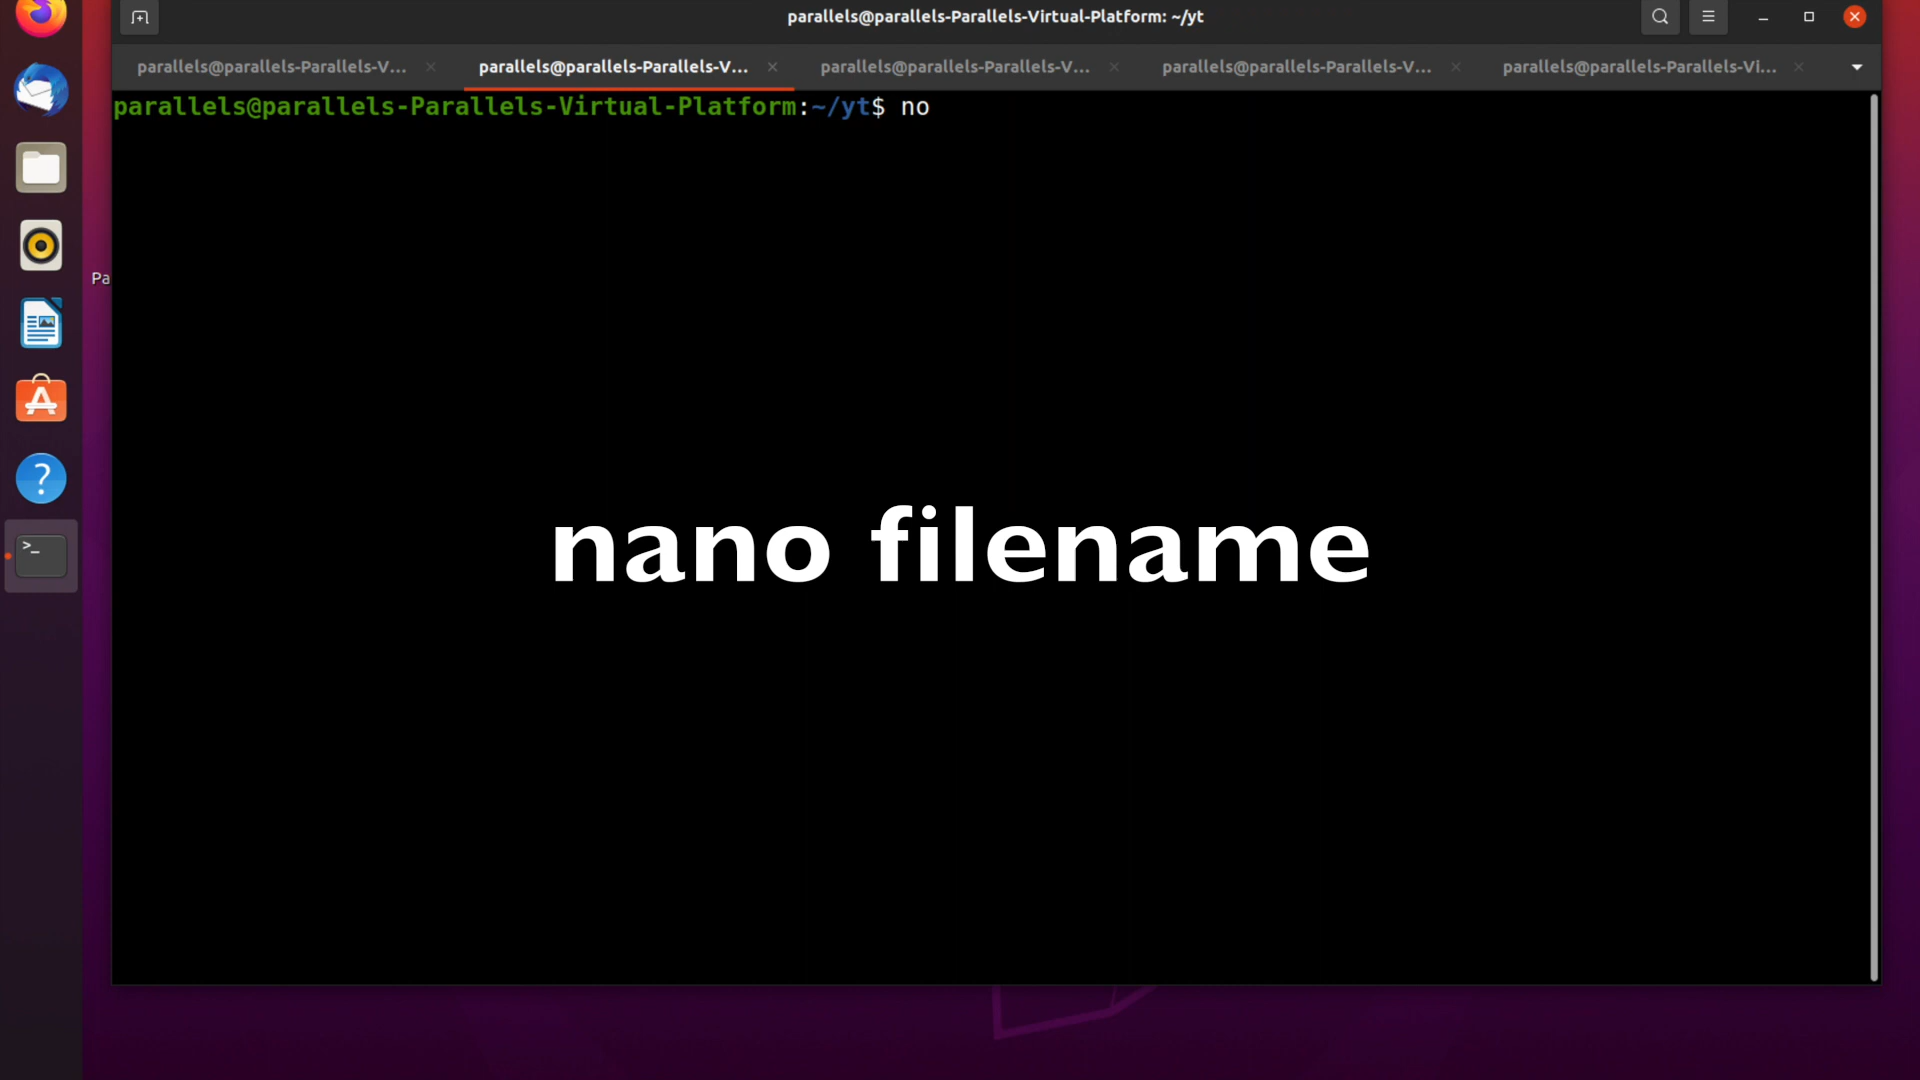 parallels@parallels-Parallels-Virtual-Platform: ~/yt
parallels@parallels-Parallels-V...
parallels@parallels-Parallels-V...
parallels@parallels-Parallels-V...
parallels@parallels-Parallels-V...
parallels@parallels-Parallels-Vi...
parallels@parallels-Parallels-Virtual-Platform:~/yt$ no
Pa
nano filename